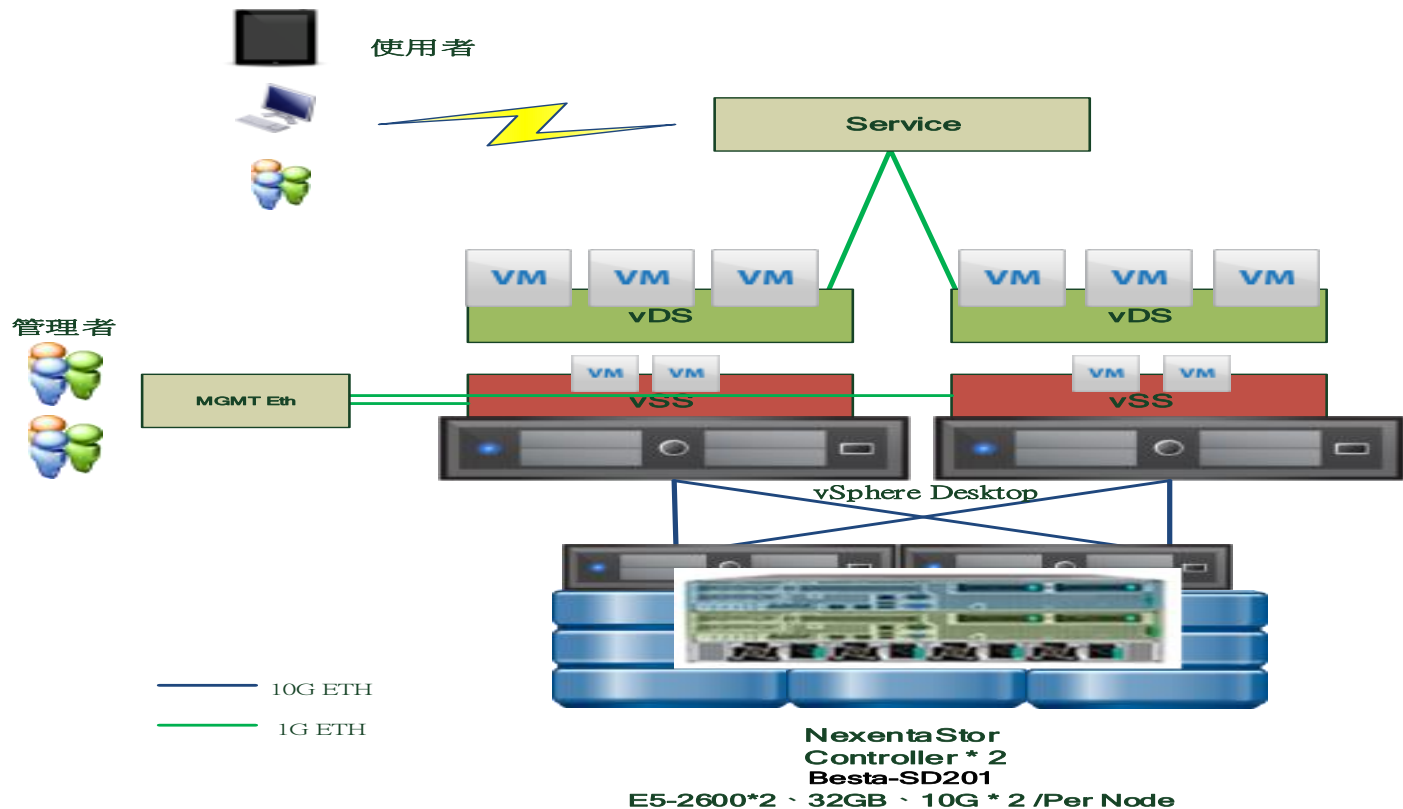 使用者
Service
VM VM VM VM VM VM
vDS vDS
管理者
VM VM VM VM
MGMT Eth vSS vSS
vSphere Desktop
10G ETH
1G ETH
NexentaStor
Controller * 2
Besta-SD201
E5-2600*2、32GB、10G * 2 /Per Node